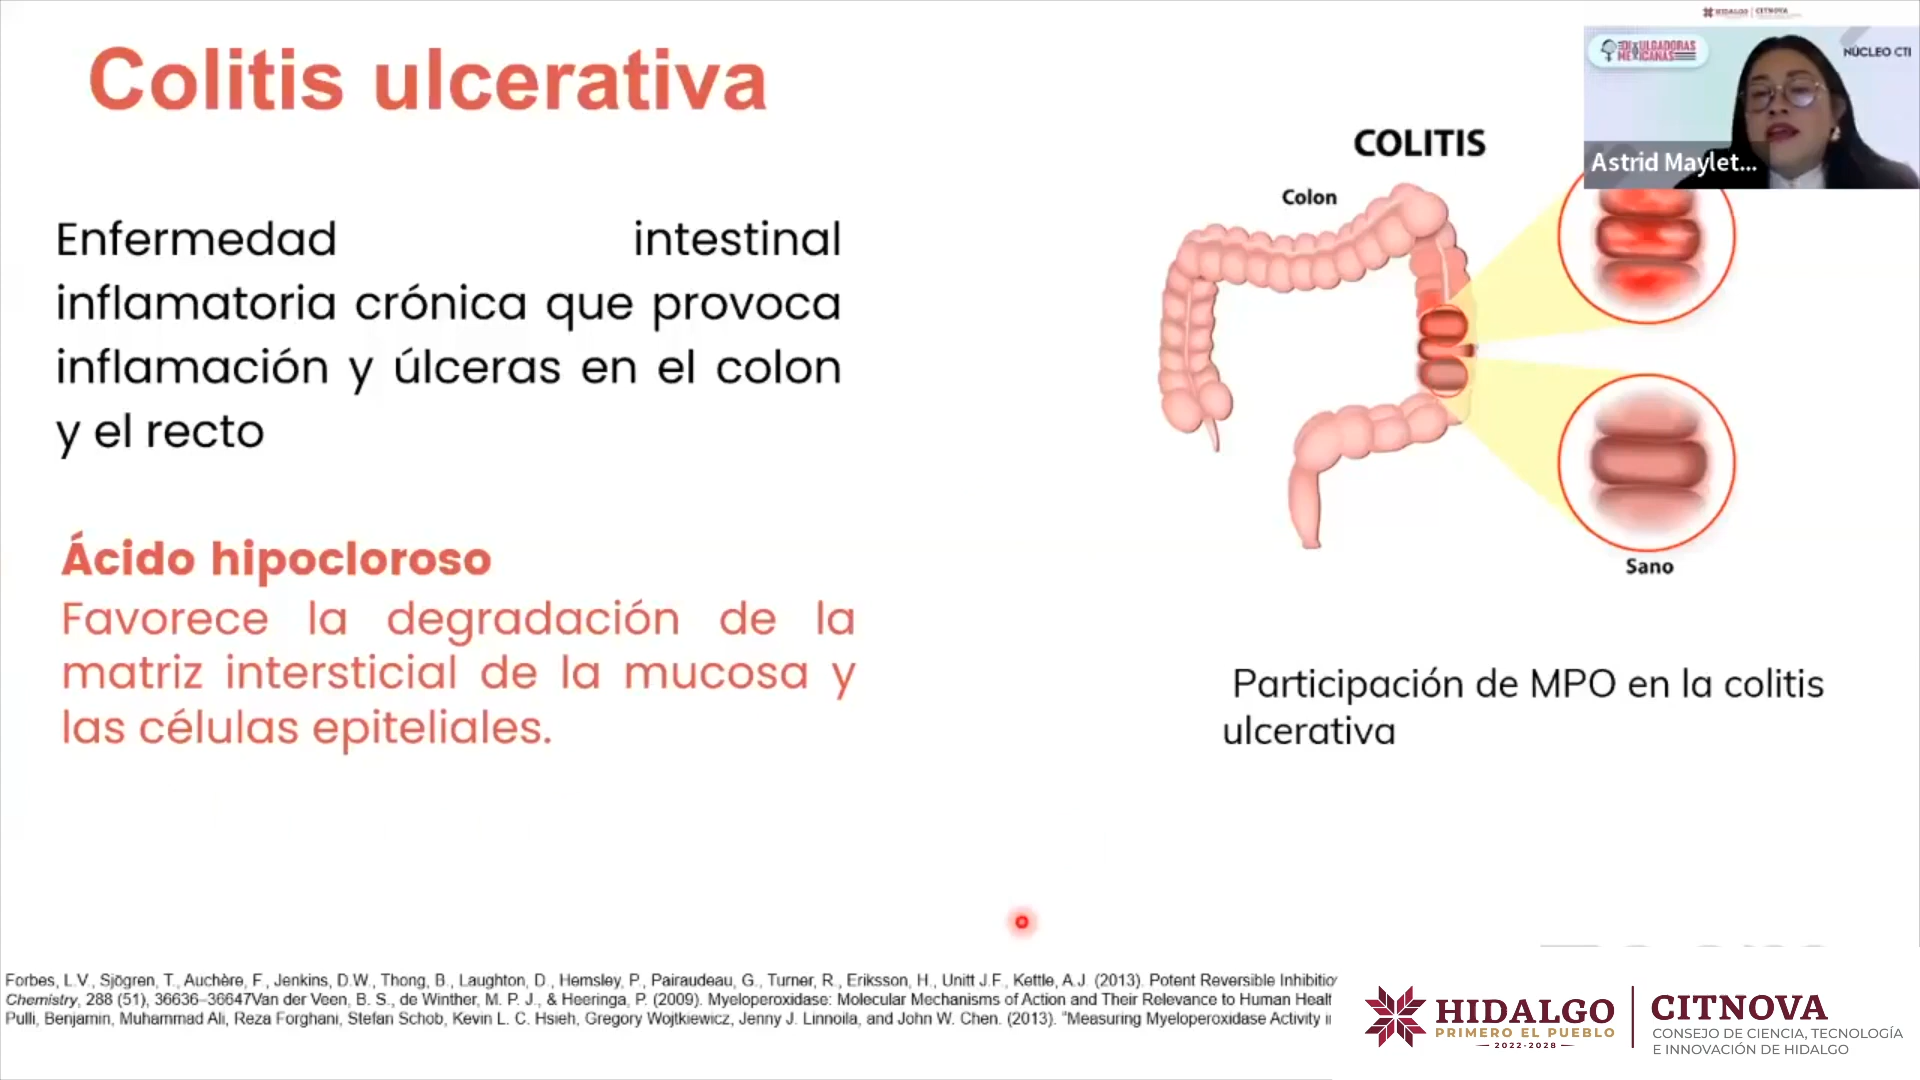 Colitis ulcerativa
Enfermedad intestinal
inflamatoria crónica que provoca
inflamación y úlceras en el colon
y el recto
Ácido hipocloroso
Favorece la degradación de la
matriz intersticial de la mucosa y
las células epiteliales.
COLITIS
Colon
Sano
Participación de MPO en la colitis
ulcerativa
HIDALGO | CITNOVA
DIVULGADORAS
MEXICANAS
NÚCLEO CTI
Astrid Maylet...
Forbes, L.V., Sjögren, T., Auchère, F., Jenkins, D.W., Thong, B., Laughton, D., Hemsley, P., Pairaudeau, G., Turner, R., Eriksson, H., Unitt J.F., Kettle, A.J. (2013). Potent Reversible Inhibitio
Chemistry, 288 (51), 36636–36647Van der Veen, B. S., de Winther, M. P. J., & Heeringa, P. (2009). Myeloperoxidase: Molecular Mechanisms of Action and Their Relevance to Human Healt
Pulli, Benjamin, Muhammad Ali, Reza Forghani, Stefan Schob, Kevin L. C. Hsieh, Gregory Wojtkiewicz, Jenny J. Linnoila, and John W. Chen. (2013). “Measuring Myeloperoxidase Activity i
HIDALGO
PRIMERO EL PUEBLO
2022-2028
CITNOVA
CONSEJO DE CIENCIA, TECNOLOGÍA
E INNOVACIÓN DE HIDALGO